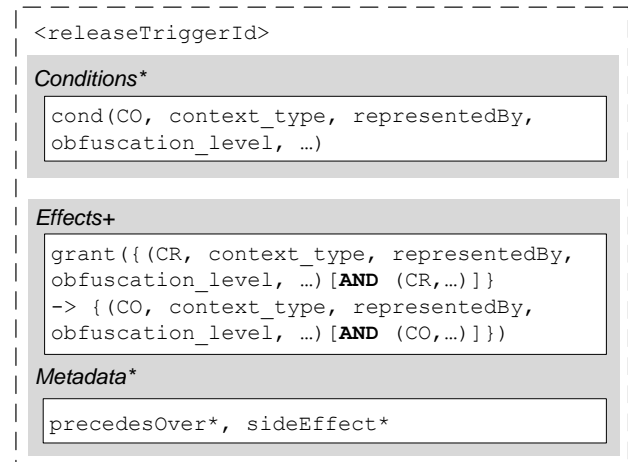 <releaseTriggerId>
Conditions*
cond(CO, context_type, representedBy,
obfuscation_level, …)
Effects+
grant({(CR, context_type, representedBy,
obfuscation_level, …)[AND (CR,…)]}
-> {(CO, context_type, representedBy,
obfuscation_level, …)[AND (CO,…)]})
Metadata*
precedesOver*, sideEffect*